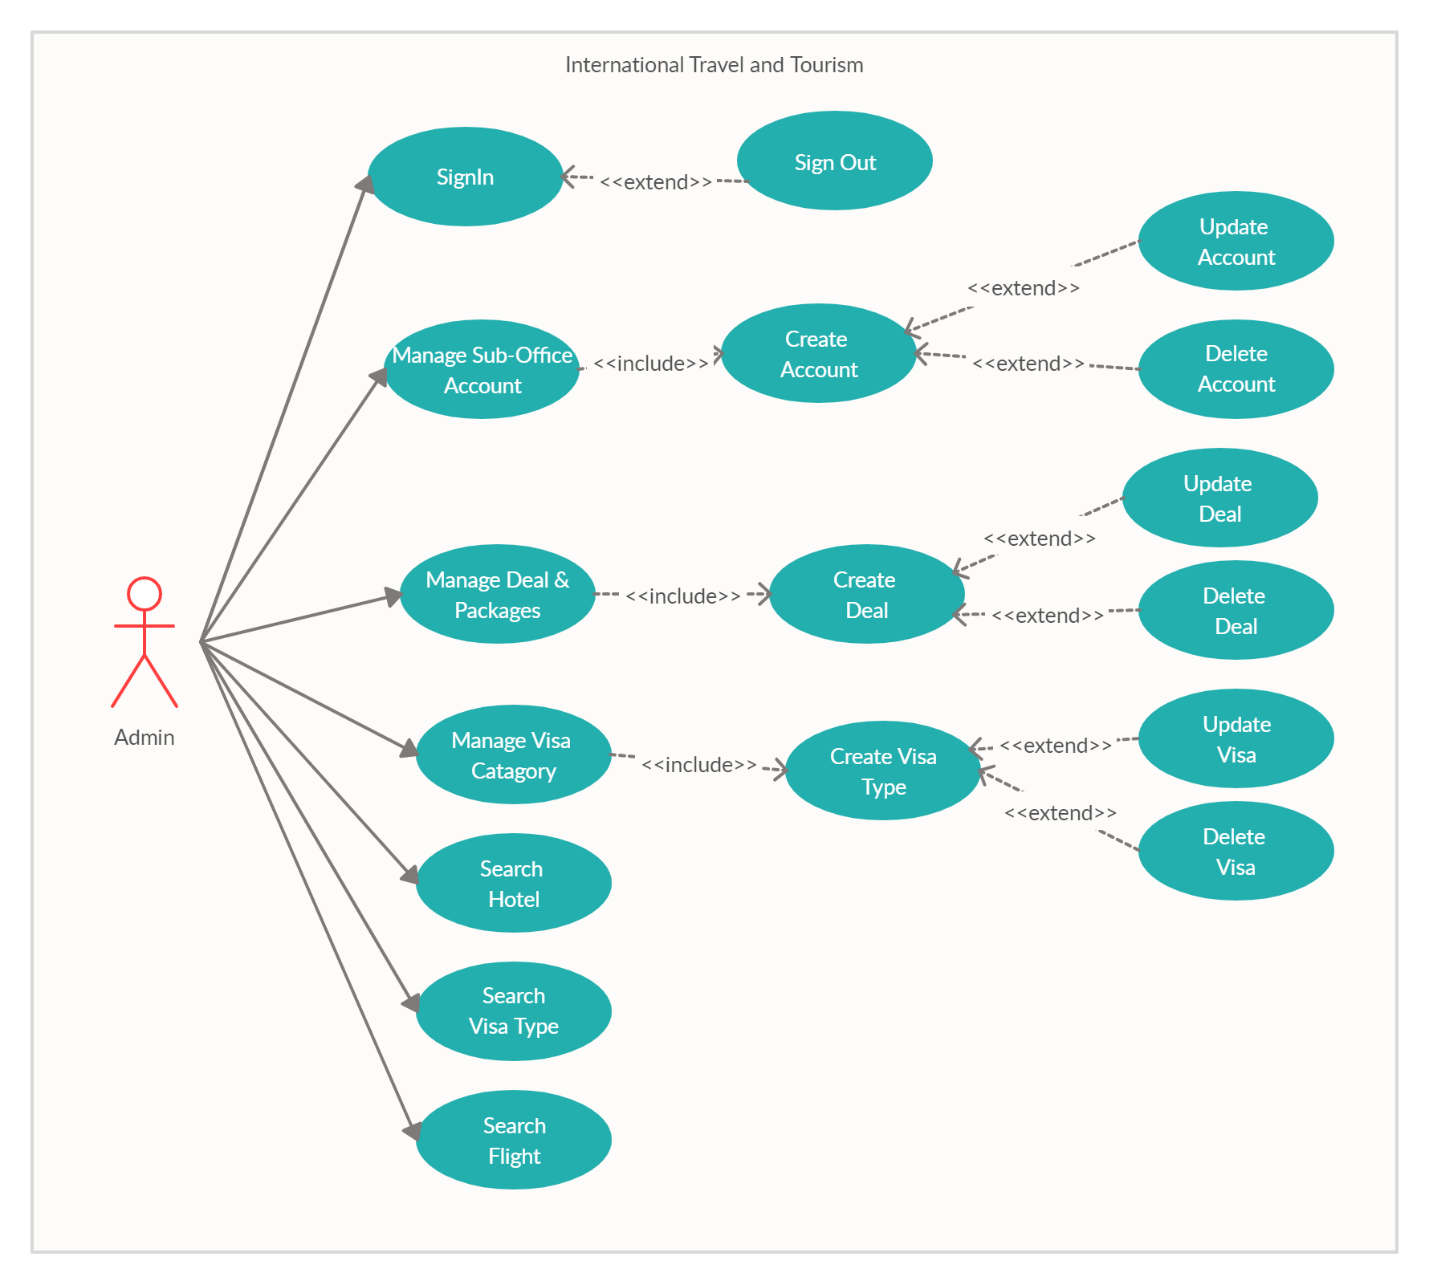 International Travel and Tourism
SignIn
<<extend>>
Sign Out
Manage Sub-Office
Account
<<include>>
Create
Account
<<extend>>
Update
Account
<<extend>>
Delete
Account
Manage Deal &
Packages
<<include>>
Create
Deal
<<extend>>
Update
Deal
<<extend>>
Delete
Deal
Admin
Manage Visa
Catagory
<<include>>
Create Visa
Type
<<extend>>
Update
Visa
<<extend>>
Delete
Visa
Search
Hotel
Search
Visa Type
Search
Flight